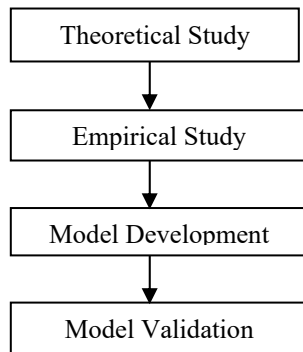 Theoretical Study
Empirical Study
Model Development
Model Validation